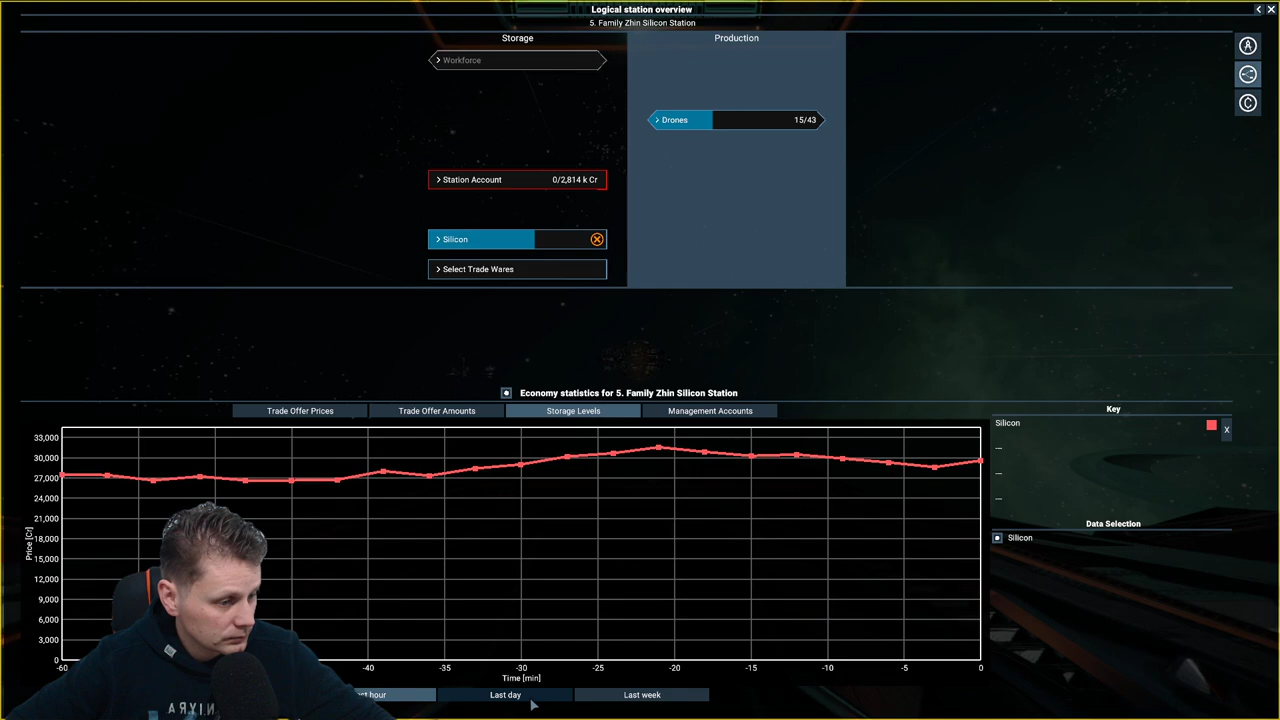 Logical station overview
5. Family Zhin Silicon Station
Storage
Production
Workforce
Drones 15/43
Station Account 0/2,814 k Cr
Silicon
Select Trade Wares
Economy statistics for 5. Family Zhin Silicon Station
Trade Offer Prices
Trade Offer Amounts
Storage Levels
Management Accounts
Key
Silicon
X
---
---
---
Data Selection
Silicon
Price [Cr]
33,000
30,000
27,000
24,000
21,000
18,000
15,000
12,000
9,000
6,000
3,000
0
-60
-40
-35
-30
-25
-20
-15
-10
-5
0
Time [min]
hour
Last day
Last week